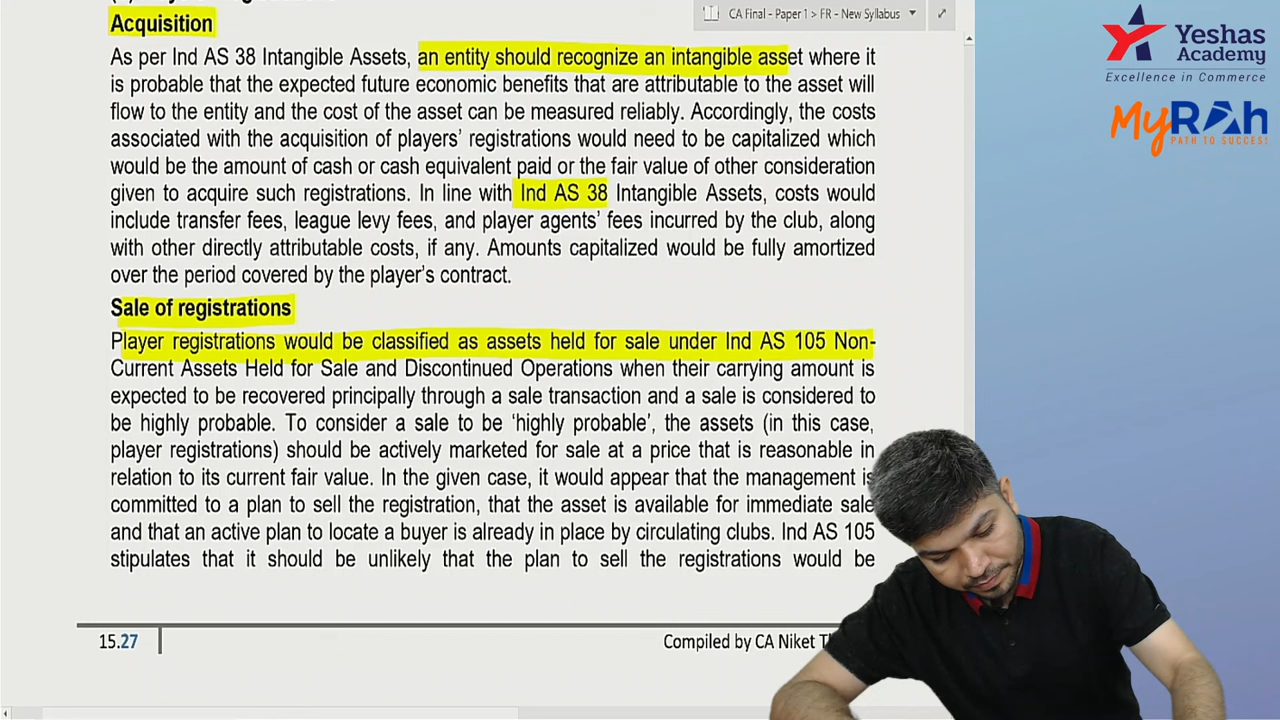 CA Final - Paper 1 > FR - New Syllabus
Acquisition
As per Ind AS 38 Intangible Assets, an entity should recognize an intangible asset where it
is probable that the expected future economic benefits that are attributable to the asset will
flow to the entity and the cost of the asset can be measured reliably. Accordingly, the costs
associated with the acquisition of players' registrations would need to be capitalized which
would be the amount of cash or cash equivalent paid or the fair value of other consideration
given to acquire such registrations. In line with Ind AS 38 Intangible Assets, costs would
include transfer fees, league levy fees, and player agents' fees incurred by the club, along
with other directly attributable costs, if any. Amounts capitalized would be fully amortized
over the period covered by the player's contract.
Sale of registrations
Player registrations would be classified as assets held for sale under Ind AS 105 Non-
Current Assets Held for Sale and Discontinued Operations when their carrying amount is
expected to be recovered principally through a sale transaction and a sale is considered to
be highly probable. To consider a sale to be 'highly probable', the assets (in this case,
player registrations) should be actively marketed for sale at a price that is reasonable in
relation to its current fair value. In the given case, it would appear that the management is
committed to a plan to sell the registration, that the asset is available for immediate sale
and that an active plan to locate a buyer is already in place by circulating clubs. Ind AS 105
stipulates that it should be unlikely that the plan to sell the registrations would be
15.27
Compiled by CA Niket
Yeshas
Academy
Excellence in Commerce
MyRAh
PATH TO SUCCESS